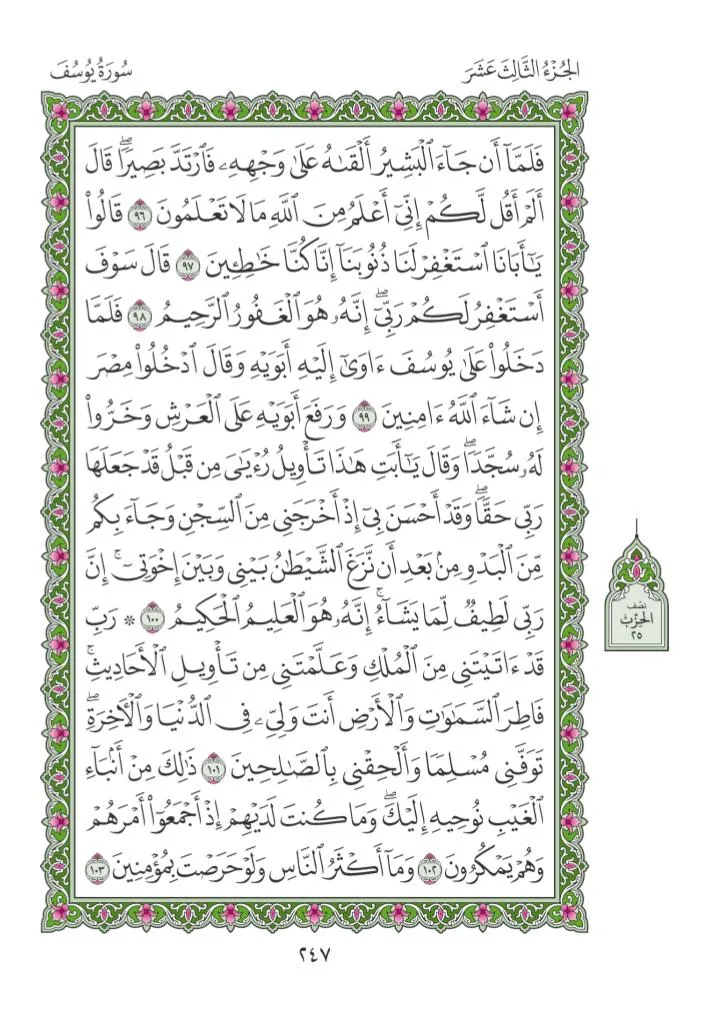 الجُزْءُ الثَّالِثَ عَشَرَ
سُورَةُ يُوسُفَ
فَلَمَّآ أَن جَآءَ ٱلْبَشِيرُ أَلْقَىٰهُ عَلَىٰ وَجْهِهِۦ فَٱرْتَدَّ بَصِيرًاۖ قَالَ
أَلَمْ أَقُل لَّكُمْ إِنِّيٓ أَعْلَمُ مِنَ ٱللَّهِ مَا لَا تَعْلَمُونَ ٩٦ قَالُوا۟
يَـٰٓأَبَانَا ٱسْتَغْفِرْ لَنَا ذُنُوبَنَآ إِنَّا كُنَّا خَـٰطِـِٔينَ ٩٧ قَالَ سَوْفَ
أَسْتَغْفِرُ لَكُمْ رَبِّيٓۖ إِنَّهُۥ هُوَ ٱلْغَفُورُ ٱلرَّحِيمُ ٩٨ فَلَمَّا
دَخَلُوا۟ عَلَىٰ يُوسُفَ ءَاوَىٰٓ إِلَيْهِ أَبَوَيْهِ وَقَالَ ٱدْخُلُوا۟ مِصْرَ
إِن شَآءَ ٱللَّهُ ءَامِنِينَ ٩٩ وَرَفَعَ أَبَوَيْهِ عَلَى ٱلْعَرْشِ وَخَرُّوا۟
لَهُۥ سُجَّدًاۖ وَقَالَ يَـٰٓأَبَتِ هَـٰذَا تَأْوِيلُ رُءْيَـٰيَ مِن قَبْلُ قَدْ جَعَلَهَا
رَبِّي حَقًّاۖ وَقَدْ أَحْسَنَ بِيٓ إِذْ أَخْرَجَنِي مِنَ ٱلسِّجْنِ وَجَآءَ بِكُم
مِّنَ ٱلْبَدْوِ مِنۢ بَعْدِ أَن نَّزَغَ ٱلشَّيْطَـٰنُ بَيْنِي وَبَيْنَ إِخْوَتِيٓۚ إِنَّ
رَبِّي لَطِيفٌ لِّمَا يَشَآءُۚ إِنَّهُۥ هُوَ ٱلْعَلِيمُ ٱلْحَكِيمُ ١٠٠ ۞ رَبِّ
قَدْ ءَاتَيْتَنِي مِنَ ٱلْمُلْكِ وَعَلَّمْتَنِي مِن تَأْوِيلِ ٱلْأَحَادِيثِۚ
فَاطِرَ ٱلسَّمَـٰوَٰتِ وَٱلْأَرْضِ أَنتَ وَلِيِّۦ فِي ٱلدُّنْيَا وَٱلْـَٔاخِرَةِۖ
تَوَفَّنِي مُسْلِمًا وَأَلْحِقْنِي بِٱلصَّـٰلِحِينَ ١٠١ ذَٰلِكَ مِنْ أَنۢبَآءِ
ٱلْغَيْبِ نُوحِيهِ إِلَيْكَۖ وَمَا كُنتَ لَدَيْهِمْ إِذْ أَجْمَعُوٓا۟ أَمْرَهُمْ
وَهُمْ يَمْكُرُونَ ١٠٢ وَمَآ أَكْثَرُ ٱلنَّاسِ وَلَوْ حَرَصْتَ بِمُؤْمِنِينَ ١٠٣
نصف
الحِزْب
٢٥
٢٤٧